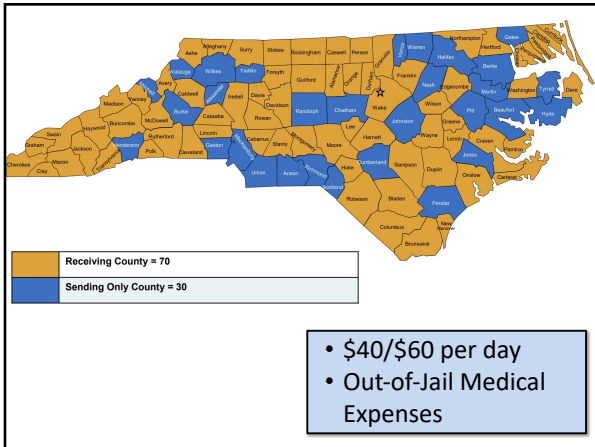 Northampton Gates
Alleghany Surry Stokes Rockingham Caswell Person Granville Vance Warren Hertford
Ashe Halifax
Watauga Wilkes Yadkin Forsyth Guilford Alamance Orange Durham Franklin Bertie
Avery Nash Edgecombe Martin Washington Tyrrell Dare
Madison Yancey Caldwell Alexander Iredell Davie Davidson Randolph Chatham Wake Wilson
Buncombe McDowell Burke Catawba Rowan Johnston Greene Pitt Beaufort Hyde
Swain Haywood Rutherford Lincoln Lee Wayne
Graham Jackson Henderson Polk Cleveland Gaston Mecklenburg Cabarrus Stanly Montgomery Moore Harnett Lenoir Craven Pamlico
Cherokee Macon Transylvania Union Anson Richmond Hoke Cumberland Sampson Duplin Jones Carteret
Clay Scotland Onslow
Robeson Bladen Pender
Columbus New Hanover
Brunswick
Receiving County = 70
Sending Only County = 30
• $40/$60 per day
• Out-of-Jail Medical
Expenses